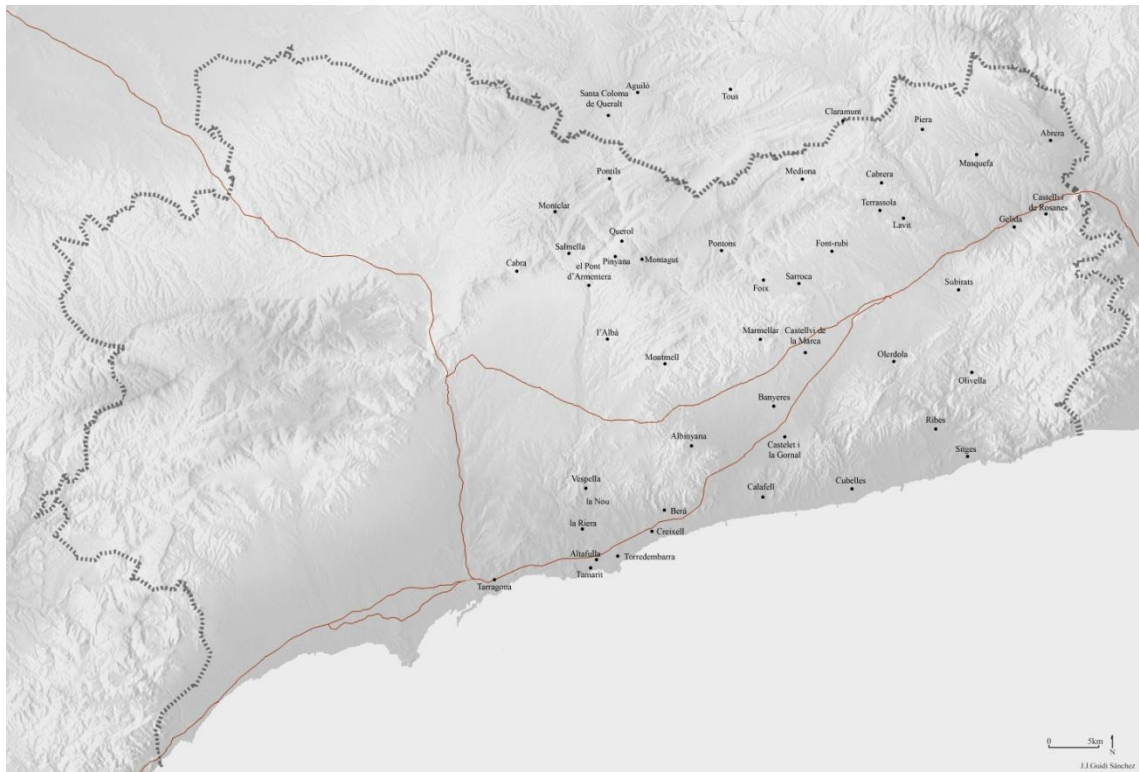 Aguiló
Santa Coloma
de Queralt
Tous
Claramunt
Piera
Abrera
Masquefa
Pontils
Mediona
Cabrera
Montclar
Terrassola
Lavit
Castellví
de Rosanes
Gelida
Querol
Salmella
Pinyana
Montagut
Pontons
Font-rubí
Cabra
el Pont
d'Armentera
Foix
Sarroca
Subirats
l'Albà
Marmellar
Castellví de
la Marca
Montmell
Olerdola
Olivella
Banyeres
Albinyana
Castelet i
la Gornal
Ribes
Sitges
Vespella
la Nou
Calafell
Cubelles
Berà
la Riera
Creixell
Altafulla
Torredembarra
Tamarit
Tarragona
0 5km
N
J.I Guidi Sánchez